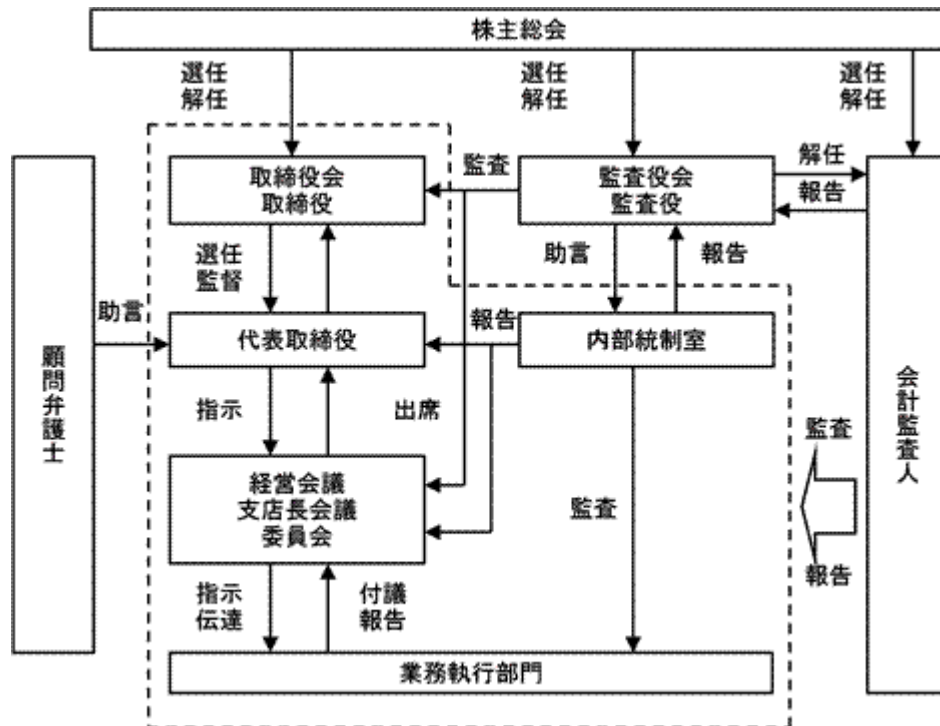 株主総会
選任
解任
選任
解任
選任
解任
取締役会
取締役
監査
監査役会
監査役
解任
報告
選任
監督
助言
報告
助言
代表取締役
報告
内部統制室
顧問弁護士
会計監査人
指示
出席
監査
経営会議
支店長会議
委員会
監査
報告
指示
伝達
付議
報告
業務執行部門